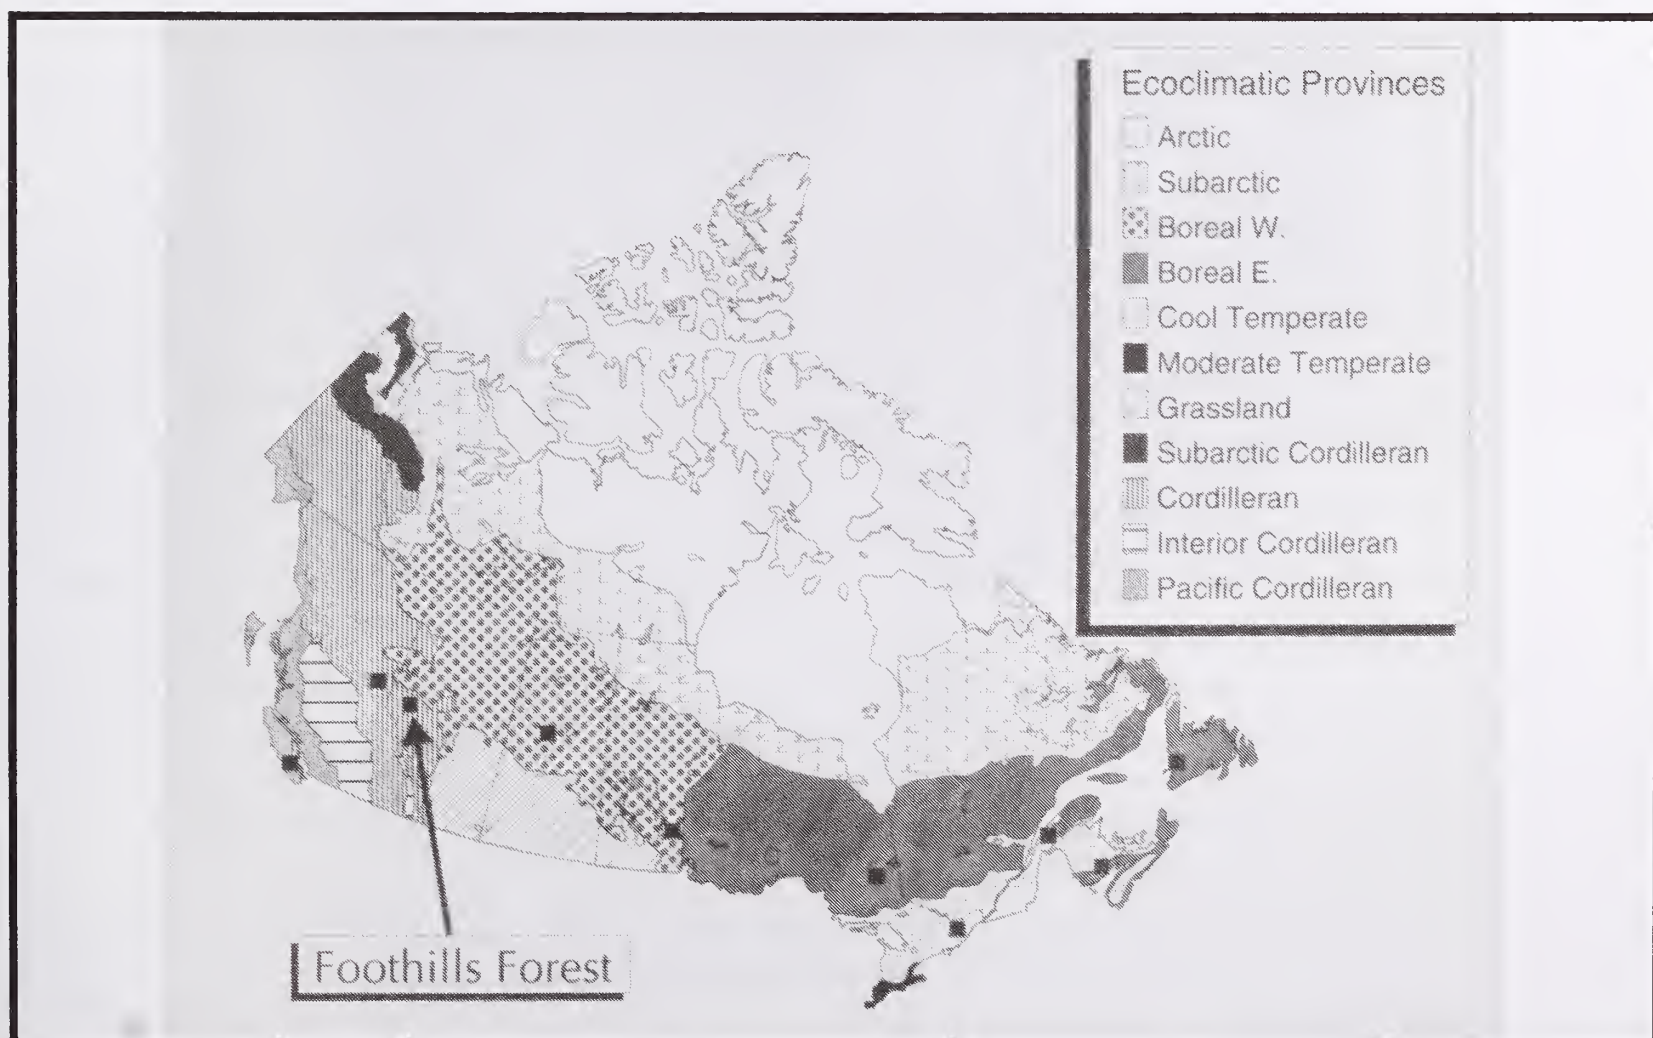 Ecoclimatic Provinces
Arctic
Subarctic
Boreal W.
Boreal E.
Cool Temperate
Moderate Temperate
Grassland
Subarctic Cordilleran
Cordilleran
Interior Cordilleran
Pacific Cordilleran
Foothills Forest